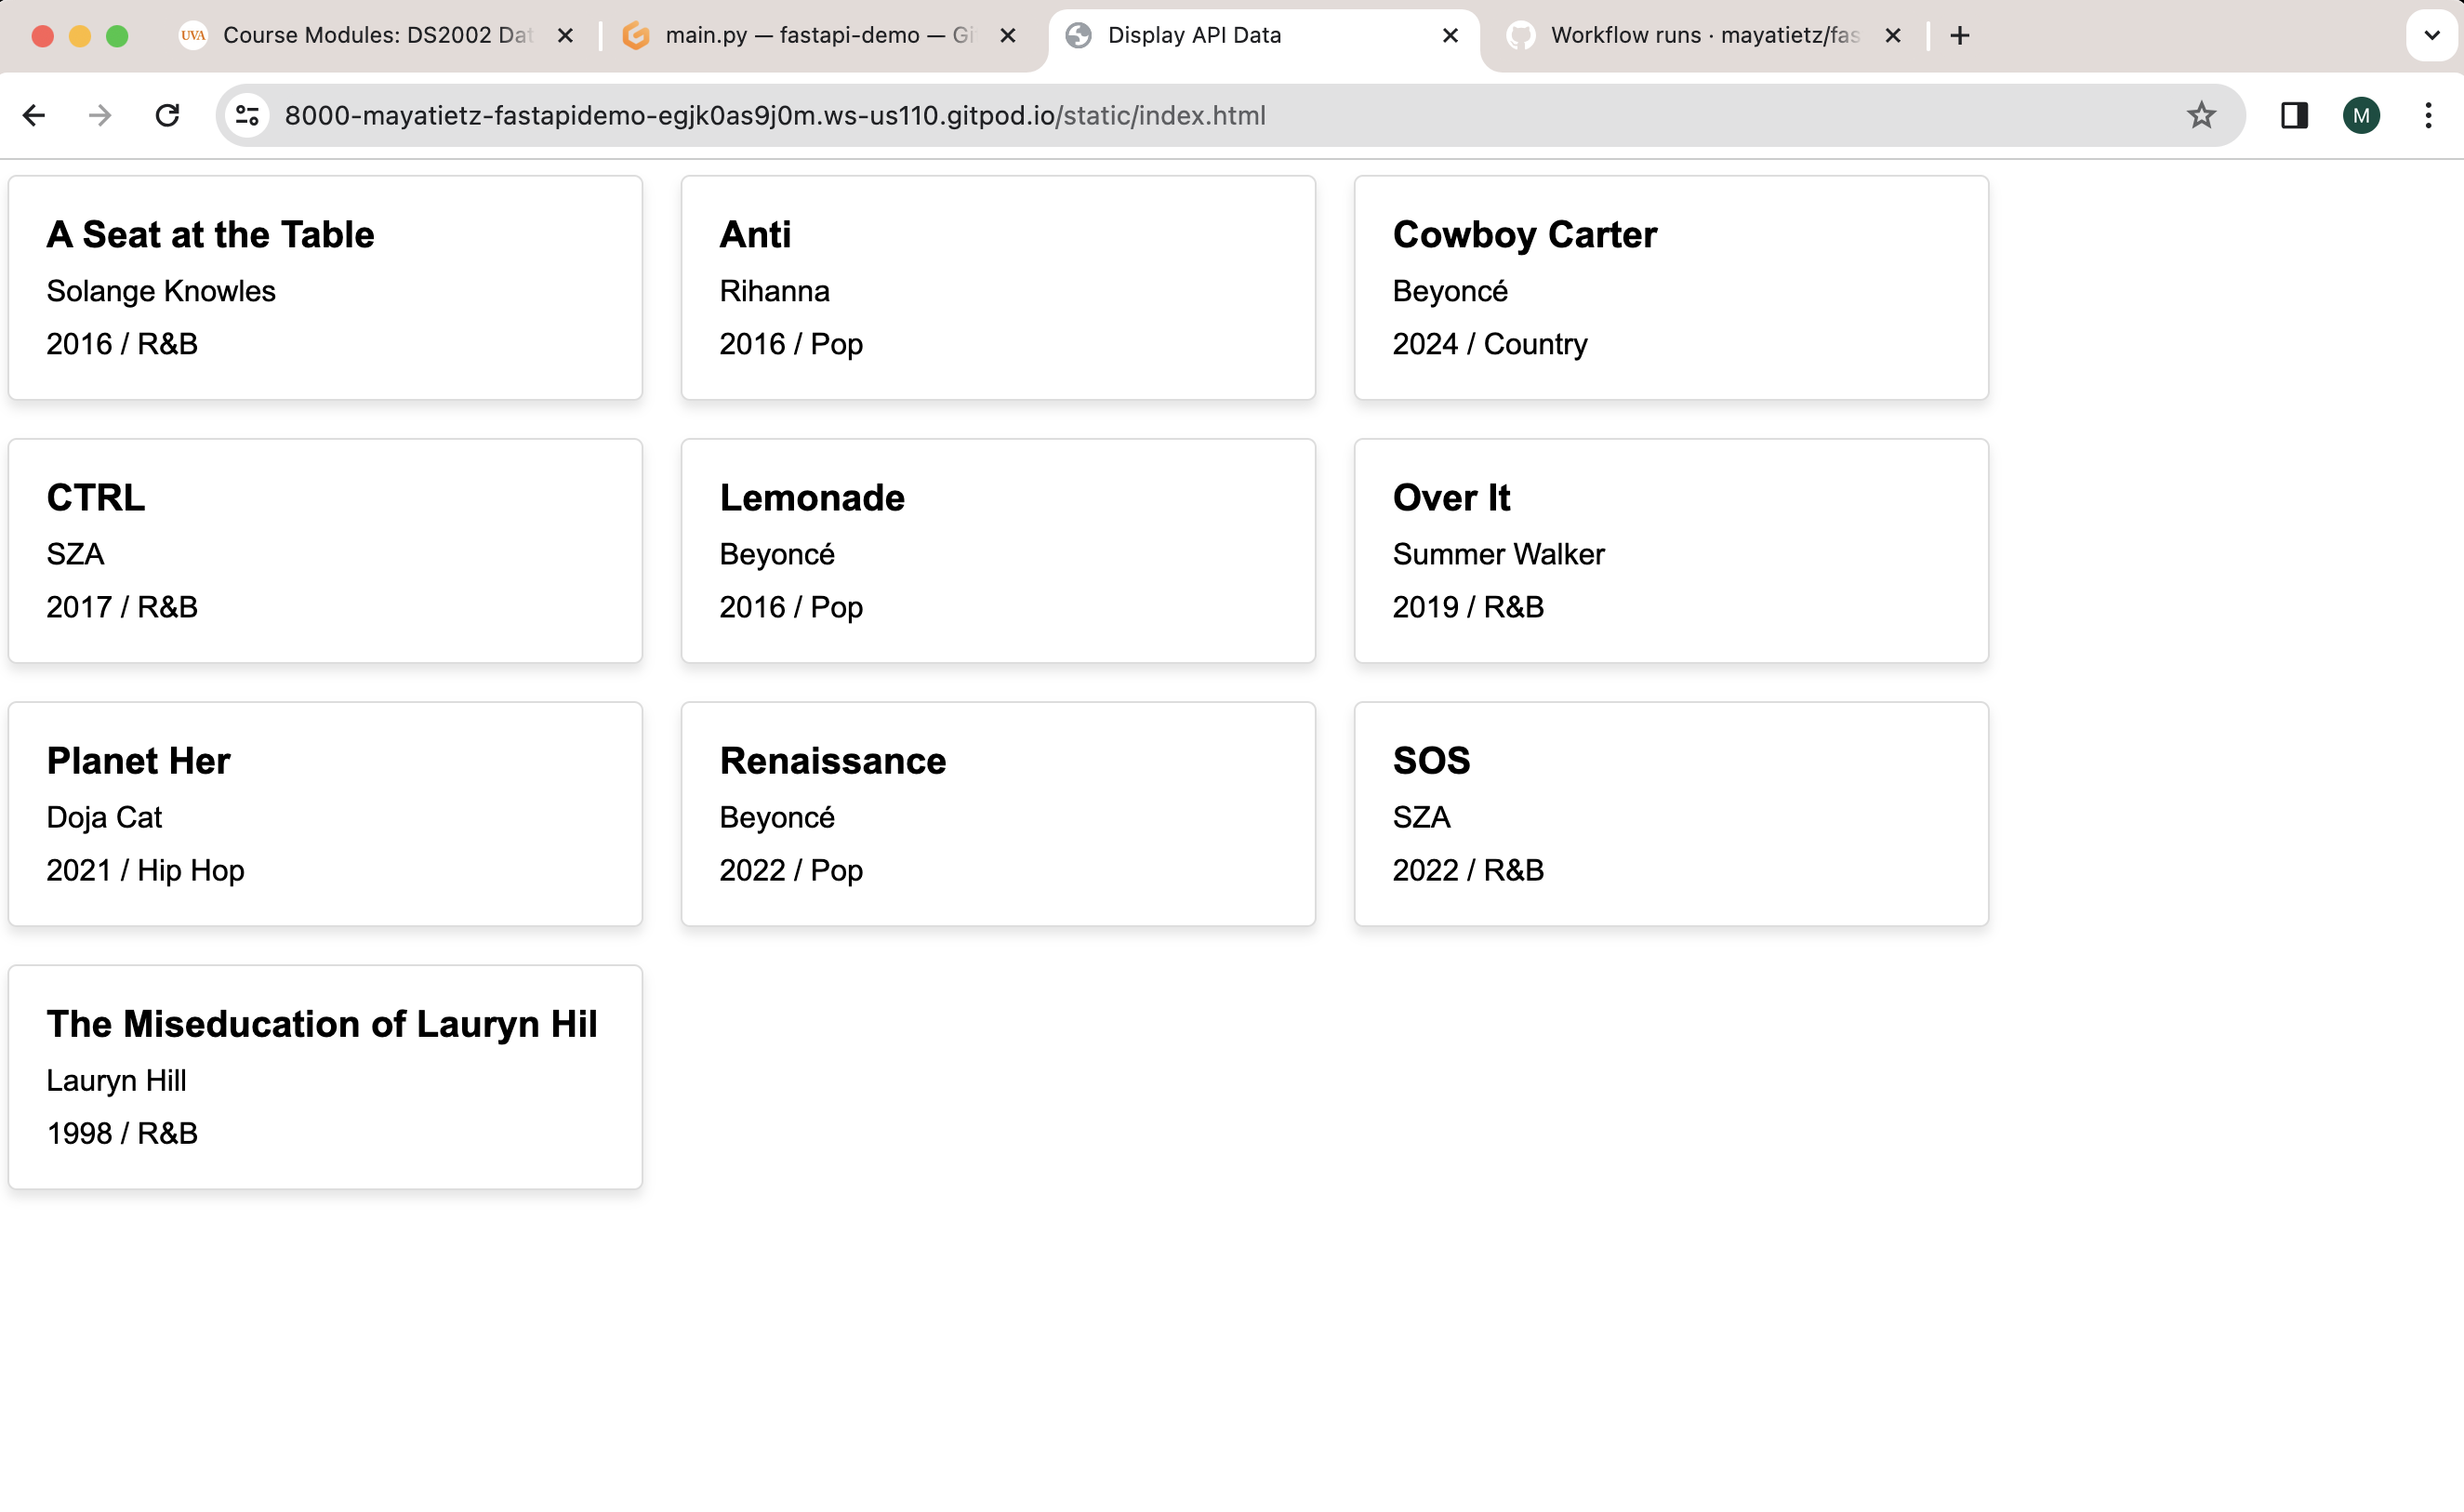 UVA Course Modules: DS2002 Dat
main.py — fastapi-demo — Gi
Display API Data
Workflow runs · mayatietz/fas
8000-mayatietz-fastapidemo-egjk0as9j0m.ws-us110.gitpod.io/static/index.html
M
A Seat at the Table
Solange Knowles
2016 / R&B
Anti
Rihanna
2016 / Pop
Cowboy Carter
Beyoncé
2024 / Country
CTRL
SZA
2017 / R&B
Lemonade
Beyoncé
2016 / Pop
Over It
Summer Walker
2019 / R&B
Planet Her
Doja Cat
2021 / Hip Hop
Renaissance
Beyoncé
2022 / Pop
SOS
SZA
2022 / R&B
The Miseducation of Lauryn Hil
Lauryn Hill
1998 / R&B